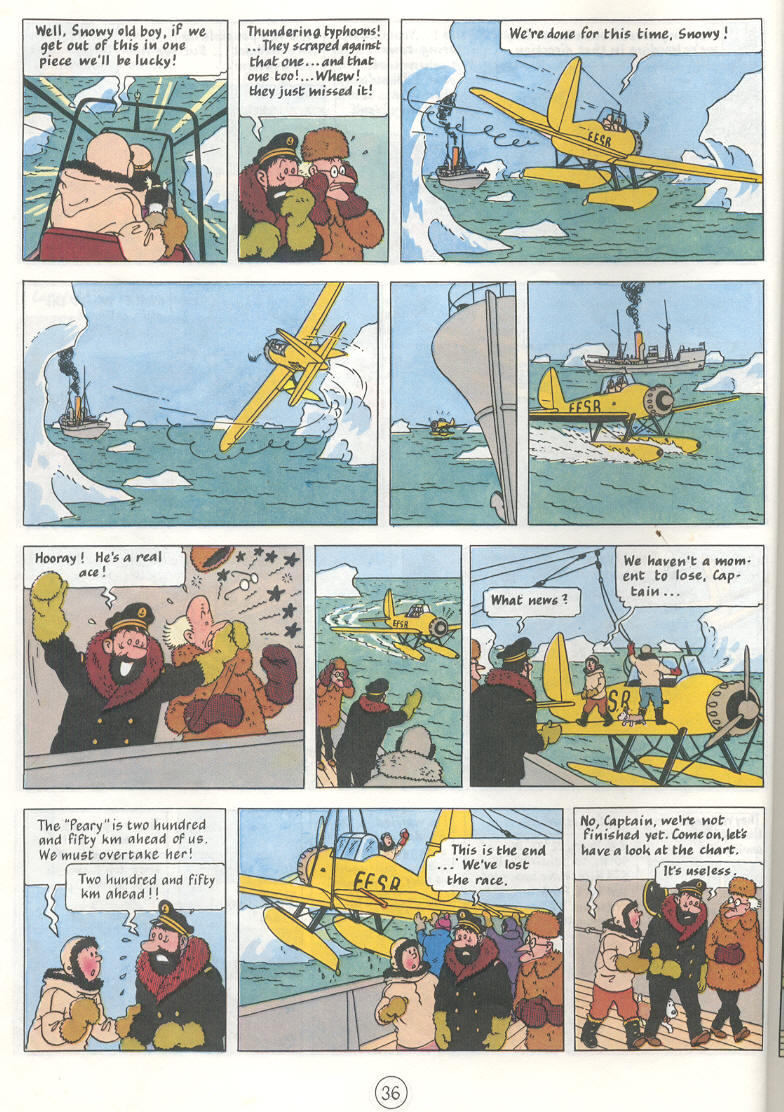 Well, Snowy old boy, if we
get out of this in one
piece we'll be lucky!
Thundering typhoons!
...They scraped against
that one...and that
one too!...Whew!
they just missed it!
We're done for this time, Snowy!
EFSR
EFSR
Hooray! He's a real
ace!
EFSR
What news?
We haven't a mom-
ent to lose, Cap-
tain...
SR
The "Peary" is two hundred
and fifty km ahead of us.
We must overtake her!
Two hundred and fifty
km ahead!!
EFSR
This is the end
... We've lost
the race.
No, Captain, we're not
finished yet. Come on, let's
have a look at the chart.
It's useless.
36